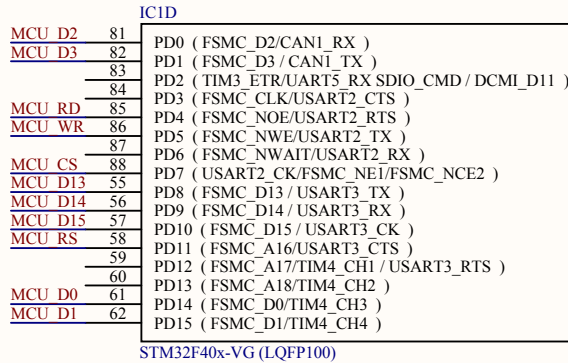 IC1D
MCU_D2 81 PD0 ( FSMC_D2/CAN1_RX )
MCU_D3 82 PD1 ( FSMC_D3 / CAN1_TX )
83 PD2 ( TIM3_ETR/UART5_RX SDIO_CMD / DCMI_D11 )
84 PD3 ( FSMC_CLK/USART2_CTS )
MCU_RD 85 PD4 ( FSMC_NOE/USART2_RTS )
MCU_WR 86 PD5 ( FSMC_NWE/USART2_TX )
87 PD6 ( FSMC_NWAIT/USART2_RX )
MCU_CS 88 PD7 ( USART2_CK/FSMC_NE1/FSMC_NCE2 )
MCU_D13 55 PD8 ( FSMC_D13 / USART3_TX )
MCU_D14 56 PD9 ( FSMC_D14 / USART3_RX )
MCU_D15 57 PD10 ( FSMC_D15 / USART3_CK )
MCU_RS 58 PD11 ( FSMC_A16/USART3_CTS )
59 PD12 ( FSMC_A17/TIM4_CH1 / USART3_RTS )
60 PD13 ( FSMC_A18/TIM4_CH2 )
MCU_D0 61 PD14 ( FSMC_D0/TIM4_CH3 )
MCU_D1 62 PD15 ( FSMC_D1/TIM4_CH4 )
STM32F40x-VG (LQFP100)